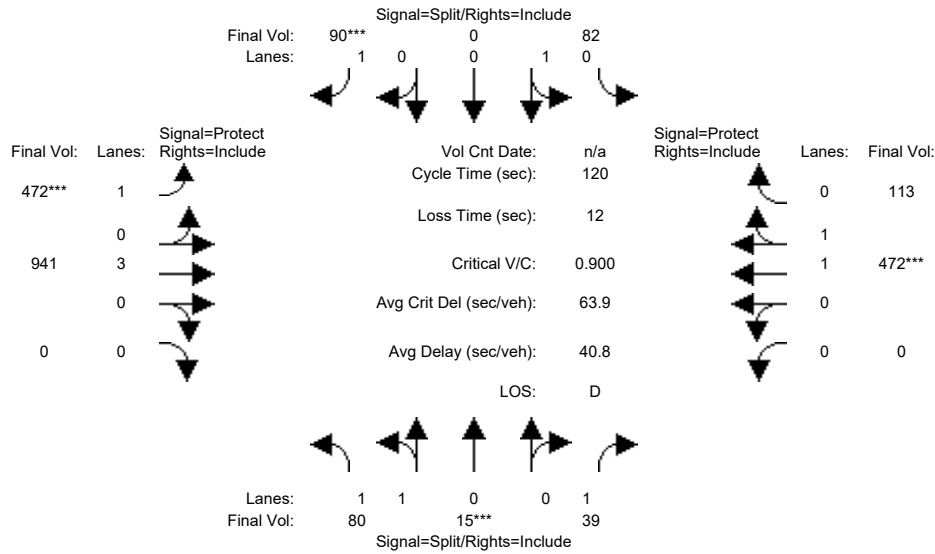 Signal=Split/Rights=Include
Final Vol: 90*** 0 82
Lanes: 1 0 0 1 0
Signal=Protect
Final Vol: Lanes: Rights=Include
Vol Cnt Date: n/a
Signal=Protect
Rights=Include Lanes: Final Vol:
Cycle Time (sec): 120
472*** 1
0 113
Loss Time (sec): 12
0
1
941 3
Critical V/C: 0.900
1 472***
0
Avg Crit Del (sec/veh): 63.9
0
0 0
Avg Delay (sec/veh): 40.8
0 0
LOS: D
Lanes: 1 1 0 0 1
Final Vol: 80 15*** 39
Signal=Split/Rights=Include